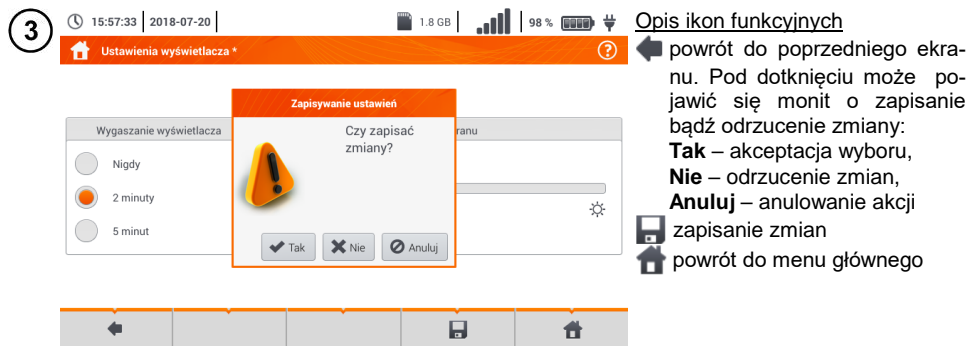 3
15:57:33 2018-07-20 1.8 GB 98 %
Ustawienia wyświetlacza * ?
Zapisywanie ustawień
Wygaszanie wyświetlacza
ranu
Czy zapisać
zmiany?
Nigdy
2 minuty
5 minut
Tak Nie Anuluj
Opis ikon funkcyjnych
powrót do poprzedniego ekra-
nu. Pod dotknięciu może po-
jawić się monit o zapisanie
bądź odrzucenie zmiany:
Tak – akceptacja wyboru,
Nie – odrzucenie zmian,
Anuluj – anulowanie akcji
zapisanie zmian
powrót do menu głównego